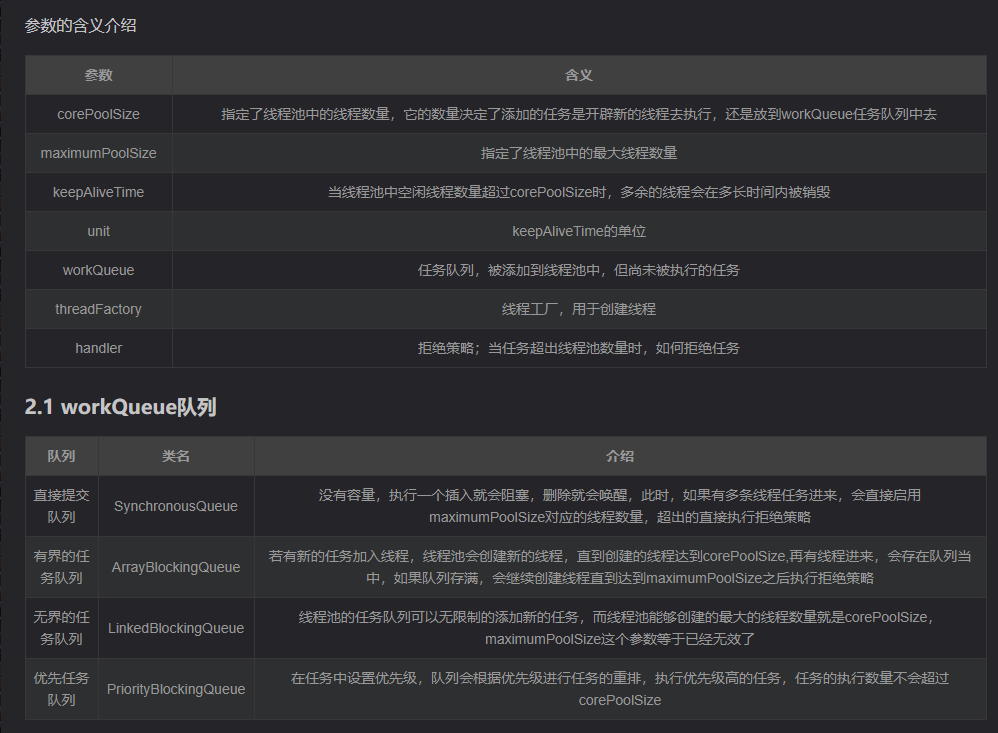 参数的含义介绍
参数
含义
corePoolSize
指定了线程池中的线程数量，它的数量决定了添加的任务是开辟新的线程去执行，还是放到workQueue任务队列中去
maximumPoolSize
指定了线程池中的最大线程数量
keepAliveTime
当线程池中空闲线程数量超过corePoolSize时，多余的线程会在多长时间内被销毁
unit
keepAliveTime的单位
workQueue
任务队列，被添加到线程池中，但尚未被执行的任务
threadFactory
线程工厂，用于创建线程
handler
拒绝策略；当任务超出线程池数量时，如何拒绝任务
2.1 workQueue队列
队列
类名
介绍
直接提交
队列
SynchronousQueue
没有容量，执行一个插入就会阻塞，删除就会唤醒，此时，如果有多条线程任务进来，会直接启用
maximumPoolSize对应的线程数量，超出的直接执行拒绝策略
有界的任
务队列
ArrayBlockingQueue
若有新的任务加入线程，线程池会创建新的线程，直到创建的线程达到corePoolSize,再有线程进来，会存在队列当
中，如果队列存满，会继续创建线程直到达到maximumPoolSize之后执行拒绝策略
无界的任
务队列
LinkedBlockingQueue
线程池的任务队列可以无限制的添加新的任务，而线程池能够创建的最大的线程数量就是corePoolSize，
maximumPoolSize这个参数等于已经无效了
优先任务
队列
PriorityBlockingQueue
在任务中设置优先级，队列会根据优先级进行任务的重排，执行优先级高的任务，任务的执行数量不会超过
corePoolSize